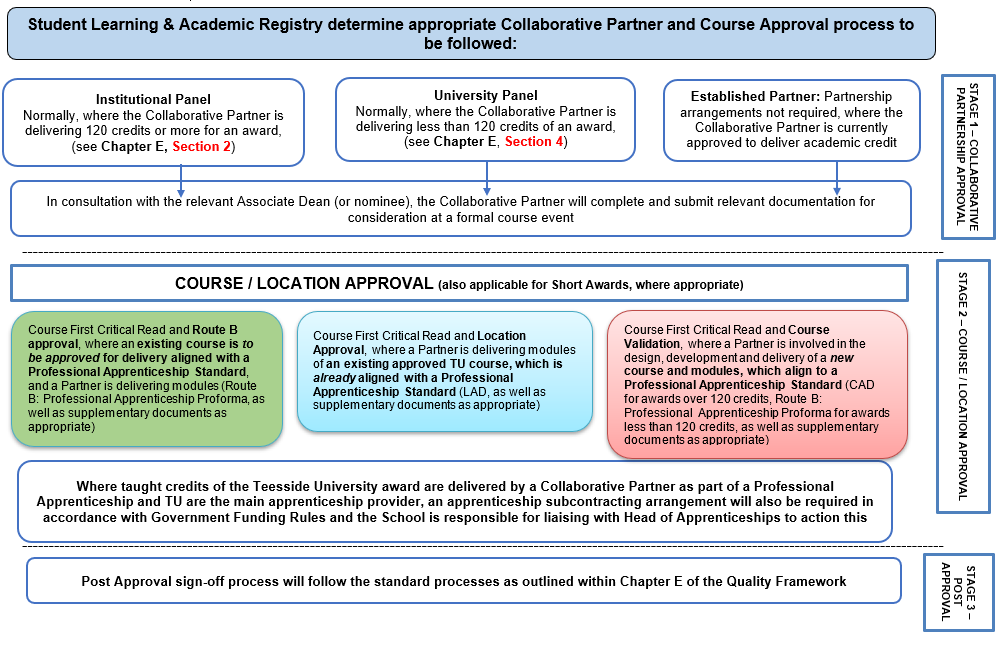 Student Learning & Academic Registry determine appropriate Collaborative Partner and Course Approval process to
be followed:
Institutional Panel
Normally, where the Collaborative Partner is
delivering 120 credits or more for an award,
(see Chapter E, Section 2)
University Panel
Normally, where the Collaborative Partner is
delivering less than 120 credits of an award,
(see Chapter E, Section 4)
Established Partner: Partnership
arrangements not required, where the
Collaborative Partner is currently
approved to deliver academic credit
STAGE 1 – COLLABORATIVE
PARTNERSHIP APPROVAL
In consultation with the relevant Associate Dean (or nominee), the Collaborative Partner will complete and submit relevant documentation for
consideration at a formal course event
COURSE / LOCATION APPROVAL (also applicable for Short Awards, where appropriate)
STAGE 2 – COURSE / LOCATION APPROVAL
Course First Critical Read and Route B
approval, where an existing course is to
be approved for delivery aligned with a
Professional Apprenticeship Standard,
and a Partner is delivering modules (Route
B: Professional Apprenticeship Proforma, as
well as supplementary documents as
appropriate)
Course First Critical Read and Location
Approval, where a Partner is delivering modules
of an existing approved TU course, which is
already aligned with a Professional
Apprenticeship Standard (LAD, as well as
supplementary documents as appropriate)
Course First Critical Read and Course
Validation, where a Partner is involved in the
design, development and delivery of a new
course and modules, which align to a
Professional Apprenticeship Standard (CAD
for awards over 120 credits, Route B:
Professional Apprenticeship Proforma for awards
less than 120 credits, as well as supplementary
documents as appropriate)
Where taught credits of the Teesside University award are delivered by a Collaborative Partner as part of a Professional
Apprenticeship and TU are the main apprenticeship provider, an apprenticeship subcontracting arrangement will also be required in
accordance with Government Funding Rules and the School is responsible for liaising with Head of Apprenticeships to action this
Post Approval sign-off process will follow the standard processes as outlined within Chapter E of the Quality Framework
STAGE 3 –
POST
APPROVAL